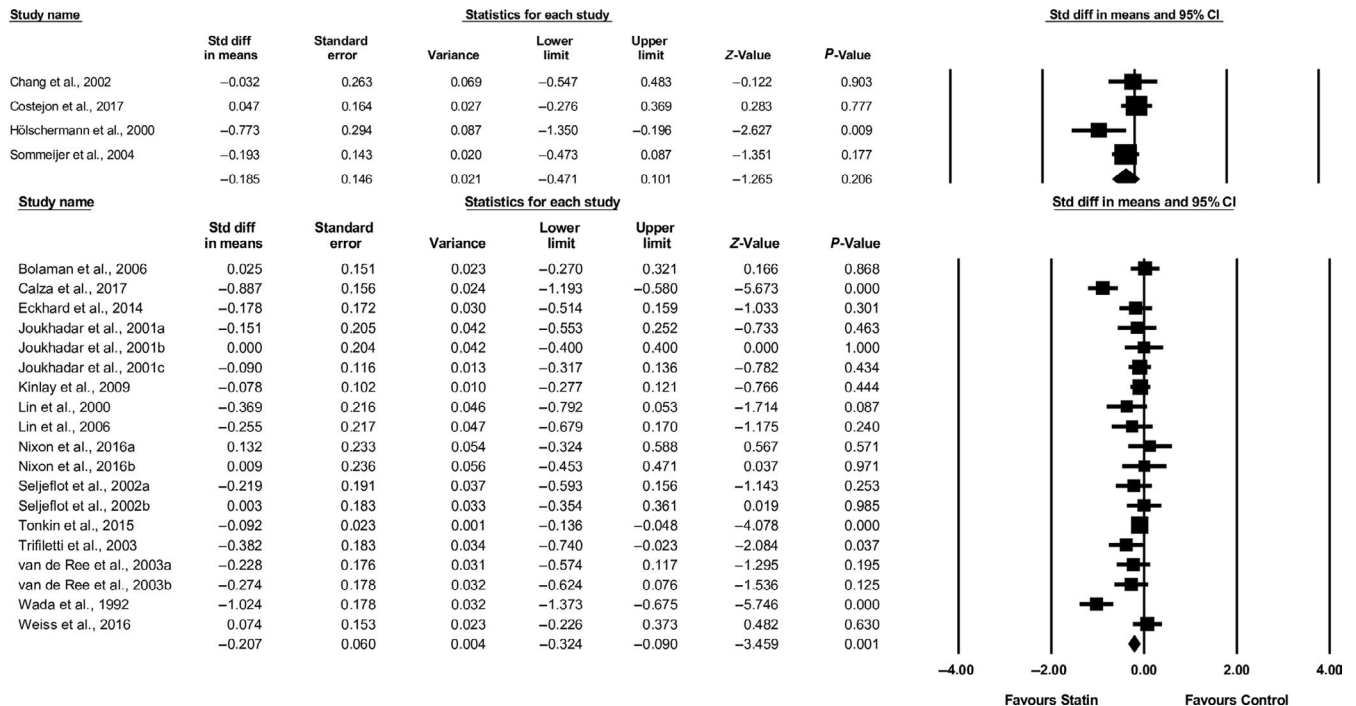 Study name Statistics for each study Std diff in means and 95% CI
Std diff in means Standard error Variance Lower limit Upper limit Z-Value P-Value
Chang et al., 2002 −0.032 0.263 0.069 −0.547 0.483 −0.122 0.903
Costejon et al., 2017 0.047 0.164 0.027 −0.276 0.369 0.283 0.777
Hölschermann et al., 2000 −0.773 0.294 0.087 −1.350 −0.196 −2.627 0.009
Sommeijer et al., 2004 −0.193 0.143 0.020 −0.473 0.087 −1.351 0.177
−0.185 0.146 0.021 −0.471 0.101 −1.265 0.206
Study name Statistics for each study Std diff in means and 95% CI
Std diff in means Standard error Variance Lower limit Upper limit Z-Value P-Value
Bolaman et al., 2006 0.025 0.151 0.023 −0.270 0.321 0.166 0.868
Calza et al., 2017 −0.887 0.156 0.024 −1.193 −0.580 −5.673 0.000
Eckhard et al., 2014 −0.178 0.172 0.030 −0.514 0.159 −1.033 0.301
Joukhadar et al., 2001a −0.151 0.205 0.042 −0.553 0.252 −0.733 0.463
Joukhadar et al., 2001b 0.000 0.204 0.042 −0.400 0.400 0.000 1.000
Joukhadar et al., 2001c −0.090 0.116 0.013 −0.317 0.136 −0.782 0.434
Kinlay et al., 2009 −0.078 0.102 0.010 −0.277 0.121 −0.766 0.444
Lin et al., 2000 −0.369 0.216 0.046 −0.792 0.053 −1.714 0.087
Lin et al., 2006 −0.255 0.217 0.047 −0.679 0.170 −1.175 0.240
Nixon et al., 2016a 0.132 0.233 0.054 −0.324 0.588 0.567 0.571
Nixon et al., 2016b 0.009 0.236 0.056 −0.453 0.471 0.037 0.971
Seljeflot et al., 2002a −0.219 0.191 0.037 −0.593 0.156 −1.143 0.253
Seljeflot et al., 2002b 0.003 0.183 0.033 −0.354 0.361 0.019 0.985
Tonkin et al., 2015 −0.092 0.023 0.001 −0.136 −0.048 −4.078 0.000
Trifiletti et al., 2003 −0.382 0.183 0.034 −0.740 −0.023 −2.084 0.037
van de Ree et al., 2003a −0.228 0.176 0.031 −0.574 0.117 −1.295 0.195
van de Ree et al., 2003b −0.274 0.178 0.032 −0.624 0.076 −1.536 0.125
Wada et al., 1992 −1.024 0.178 0.032 −1.373 −0.675 −5.746 0.000
Weiss et al., 2016 0.074 0.153 0.023 −0.226 0.373 0.482 0.630
−0.207 0.060 0.004 −0.324 −0.090 −3.459 0.001
−4.00 −2.00 0.00 2.00 4.00
Favours Statin Favours Control